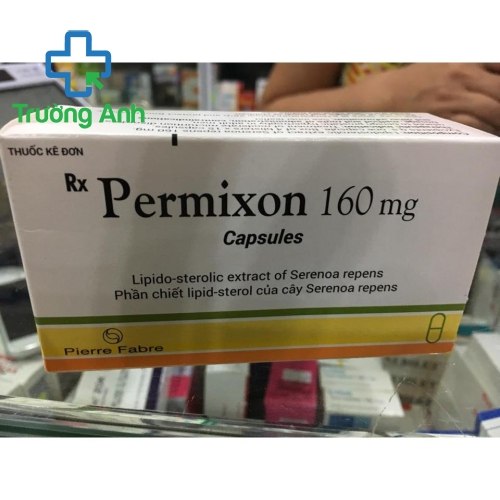 Trường Anh
THUỐC KÊ ĐƠN
Rx Permixon 160 mg
Capsules
Lipido-sterolic extract of Serenoa repens
Phần chiết lipid-sterol của cây Serenoa repens
Pierre Fabre